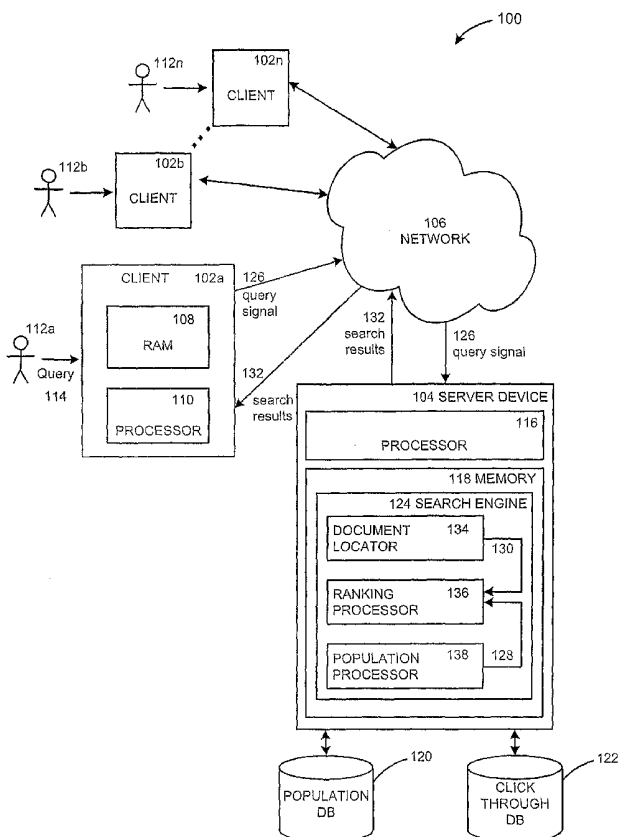 100
112n
102n
CLIENT
112b
102b
CLIENT
106
NETWORK
CLIENT 102a
126
query
signal
108
RAM
112a
Query
114
110
PROCESSOR
132
search
results
132
search
results
126
query signal
104 SERVER DEVICE
116
PROCESSOR
118 MEMORY
124 SEARCH ENGINE
DOCUMENT
LOCATOR
134
130
RANKING
PROCESSOR
136
POPULATION
PROCESSOR
138
128
POPULATION
DB
120
CLICK
THROUGH
DB
122